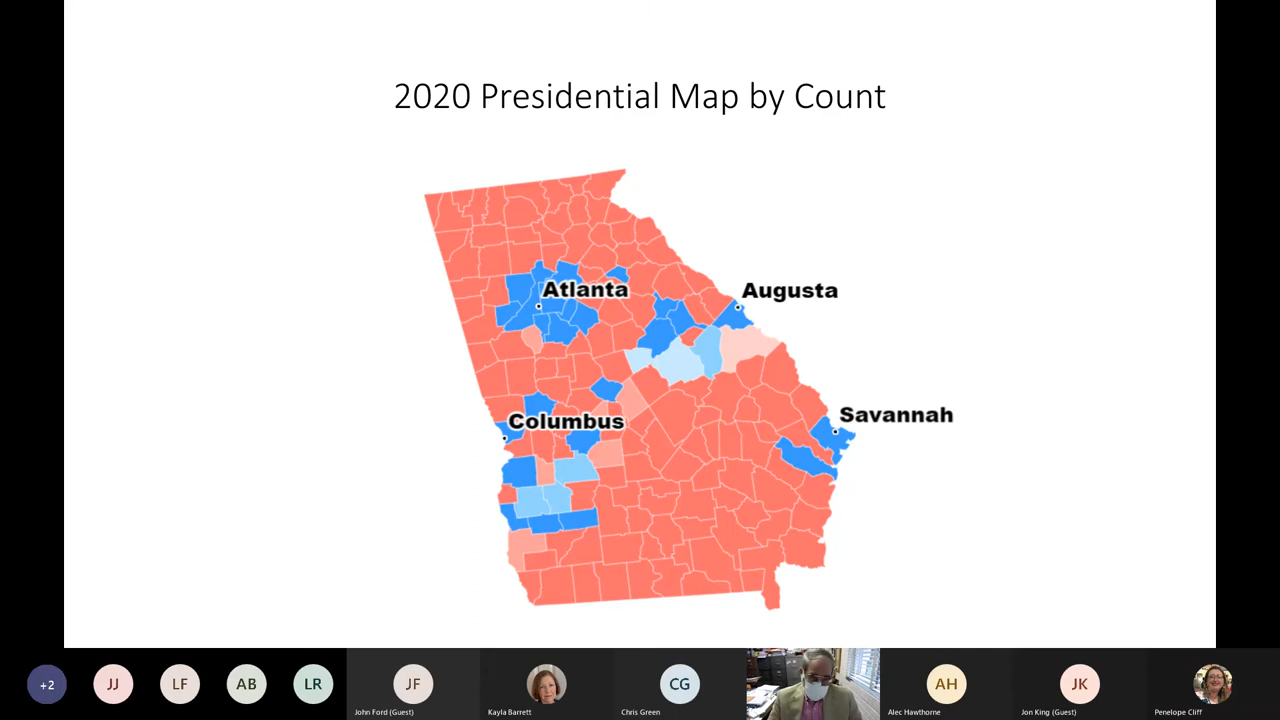 2020 Presidential Map by Count
Atlanta
Augusta
Savannah
Columbus
+2
JJ
LF
AB
LR
JF
CG
AH
JK
John Ford (Guest)
Kayla Barrett
Chris Green
Alec Hawthorne
Jon King (Guest)
Penelope Cliff